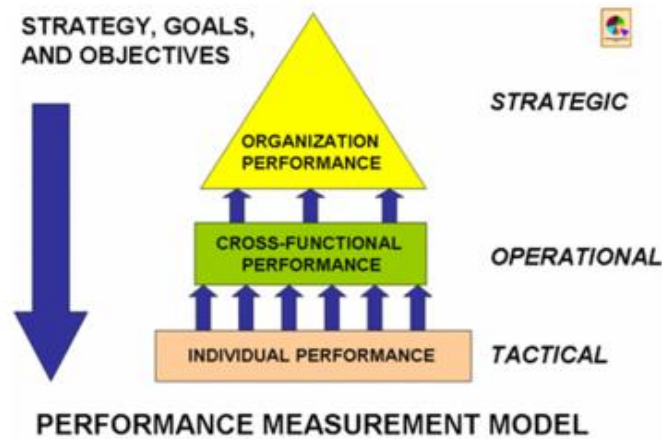 STRATEGY, GOALS,
AND OBJECTIVES
STRATEGIC
ORGANIZATION
PERFORMANCE
CROSS-FUNCTIONAL
PERFORMANCE
OPERATIONAL
INDIVIDUAL PERFORMANCE
TACTICAL
PERFORMANCE MEASUREMENT MODEL